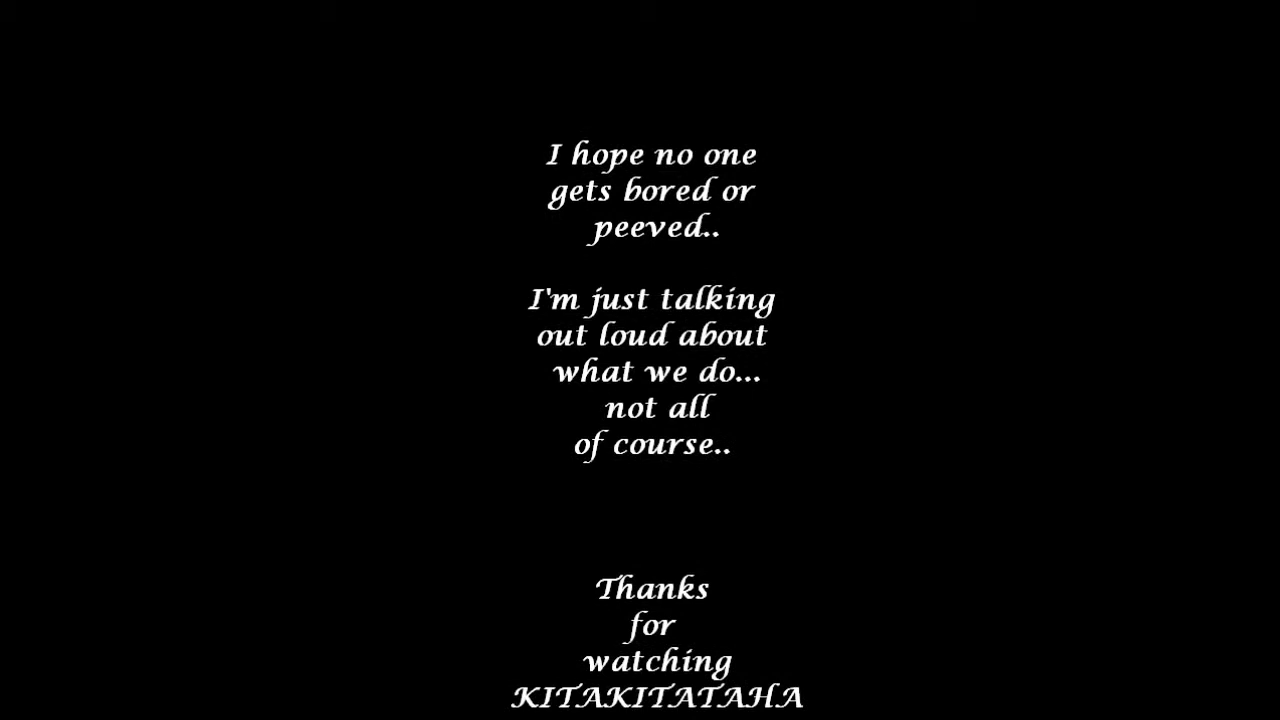 I hope no one
gets bored or
peeved..
I'm just talking
out loud about
what we do...
not all
of course..
Thanks
for
watching
KITAKITATAHA